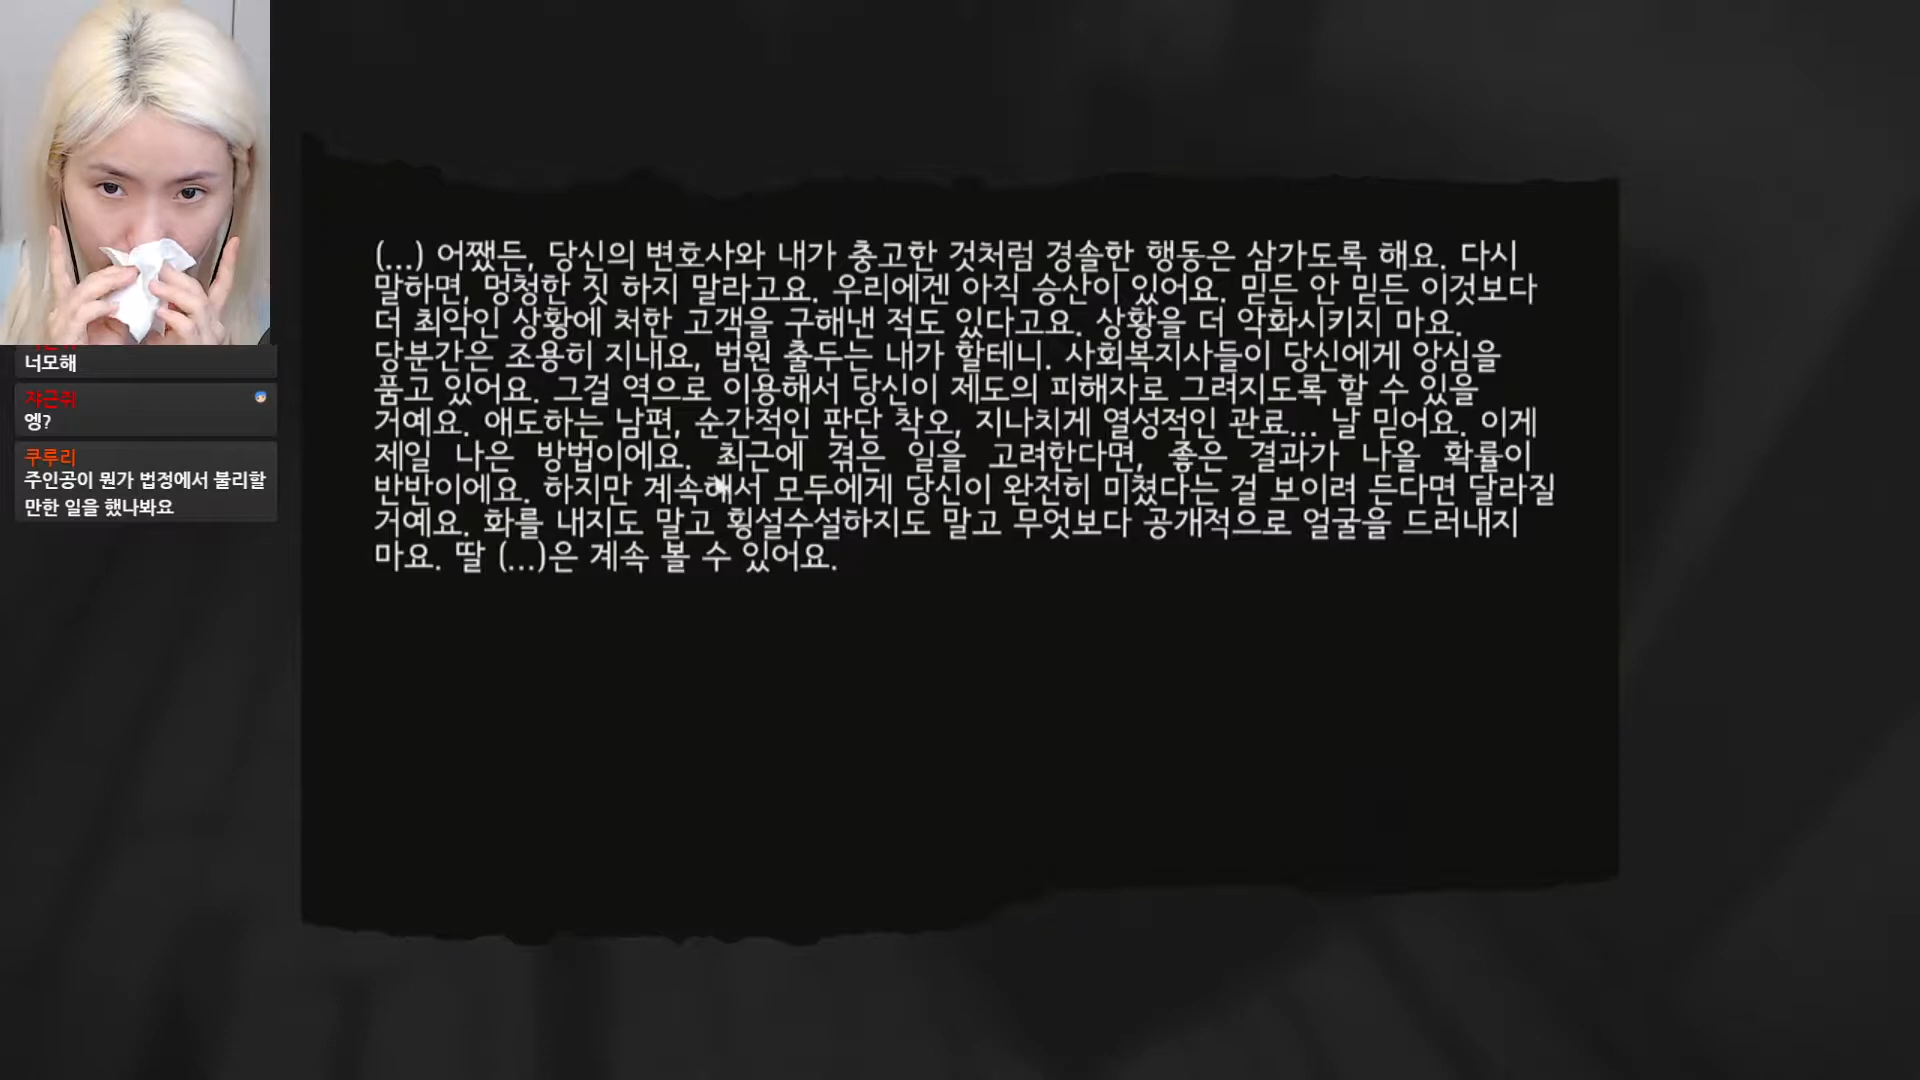 (...) 어쨌든, 당신의 변호사와 내가 충고한 것처럼 경솔한 행동은 삼가도록 해요. 다시
말하면, 멍청한 짓 하지 말라고요. 우리에겐 아직 승산이 있어요. 믿든 안 믿든 이것보다
더 최악인 상황에 처한 고객을 구해낸 적도 있다고요. 상황을 더 악화시키지 마요.
당분간은 조용히 지내요, 법원 출두는 내가 할테니. 사회복지사들이 당신에게 앙심을
품고 있어요. 그걸 역으로 이용해서 당신이 제도의 피해자로 그려지도록 할 수 있을
거예요. 애도하는 남편, 순간적인 판단 착오, 지나치게 열성적인 관료... 날 믿어요. 이게
제일 나은 방법이에요. 최근에 겪은 일을 고려한다면, 좋은 결과가 나올 확률이
반반이에요. 하지만 계속해서 모두에게 당신이 완전히 미쳤다는 걸 보이려 든다면 달라질
거예요. 화를 내지도 말고 횡설수설하지도 말고 무엇보다 공개적으로 얼굴을 드러내지
마요. 딸 (...)은 계속 볼 수 있어요.
너모해
쟈근쥐
엥?
쿠루리
주인공이 뭔가 법정에서 불리할
만한 일을 했나봐요